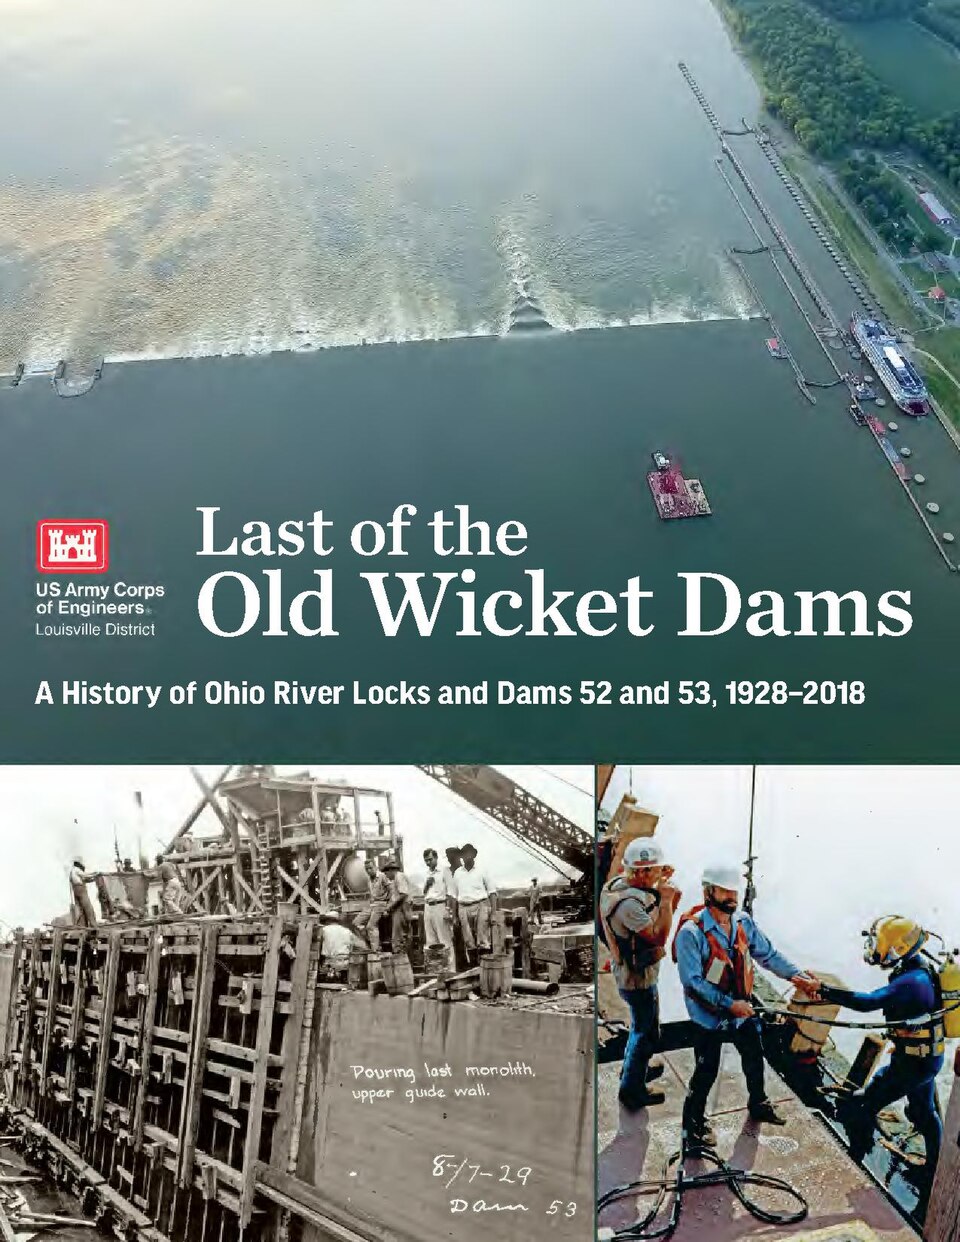 Last of the
Old Wicket Dams
US Army Corps
of Engineers®
Louisville District
A History of Ohio River Locks and Dams 52 and 53, 1928–2018
Pouring last monolith,
upper guide wall.
8-17-29
Dam 53